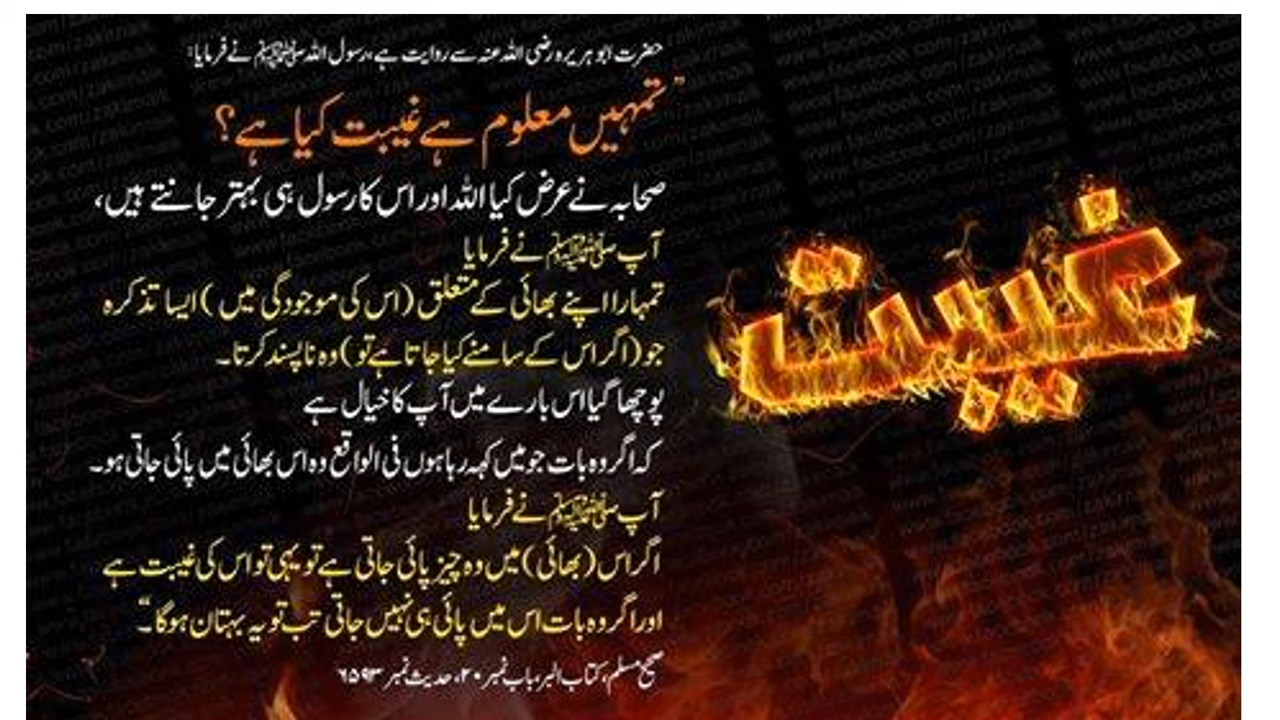 حضرت ابو ہریرہ رضی اللہ عنہ سے روایت ہے، رسول اللہ ﷺ نے فرمایا:
"تمہیں معلوم ہے غیبت کیا ہے؟
صحابہ نے عرض کیا اللہ اور اس کا رسول ہی بہتر جانتے ہیں،
آپ ﷺ نے فرمایا
تمہارا اپنے بھائی کے متعلق (اس کی موجودگی میں) ایسا تذکرہ
جو (اگر اس کے سامنے کیا جاتا ہے تو) وہ ناپسند کرتا۔
پوچھا گیا اس بارے میں آپ کا خیال ہے
کہ اگر وہ بات جو میں کہہ رہا ہوں فی الواقع وہ اس بھائی میں پائی جاتی ہو۔
آپ ﷺ نے فرمایا
اگر اس (بھائی) میں وہ چیز پائی جاتی ہے تو یہی تو اس کی غیبت ہے
اور اگر وہ بات اس میں پائی ہی نہیں جاتی تب تو یہ بہتان ہوگا۔"
صحیح مسلم، کتاب البر، باب نمبر ۲۰، حدیث نمبر ۶۵۹۳
غیبت
www.facebook.com/zakirnaik